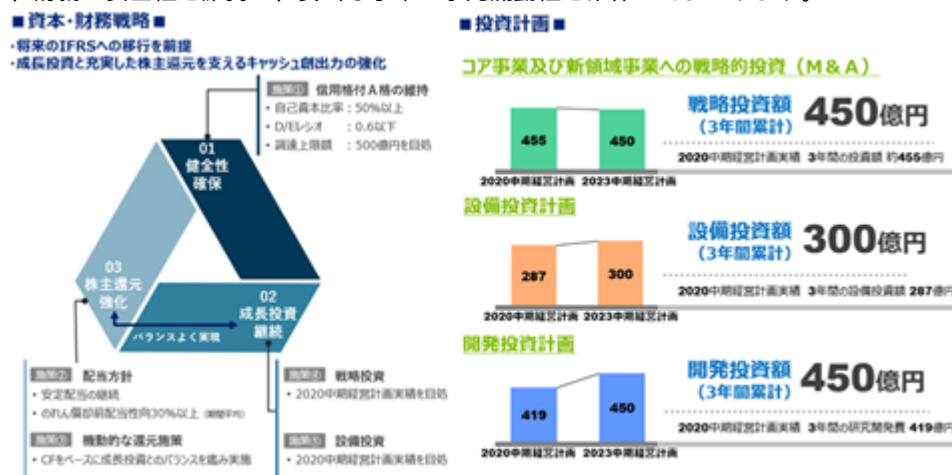 ■資本・財務戦略■
・将来のIFRSへの移行を前提
・成長投資と充実した株主還元を支えるキャッシュ創出力の強化
施策① 信用格付A格の維持
・自己資本比率：50%以上
・D/Eレシオ ：0.6以下
・調達上限額 ：500億円を目処
01
健全性
確保
03
株主還元
強化
02
成長投資
継続
バランスよく実現
施策② 配当方針
・安定配当の継続
・のれん償却前配当性向30%以上（期間平均）
施策③ 機動的な還元施策
・CFをベースに成長投資とのバランスを鑑み実施
戦略投資
・2020中期経営計画実績を目処
設備投資
・2020中期経営計画実績を目処
■投資計画■
コア事業及び新領域事業への戦略的投資（M＆A）
455
450
2020中期経営計画 2023中期経営計画
戦略投資額
（3年間累計）
450億円
2020中期経営計画実績 3年間の投資額 約455億円
設備投資計画
287
300
2020中期経営計画 2023中期経営計画
設備投資額
（3年間累計）
300億円
2020中期経営計画実績 3年間の設備投資額 287億円
開発投資計画
419
450
2020中期経営計画 2023中期経営計画
開発投資額
（3年間累計）
450億円
2020中期経営計画実績 3年間の研究開発費 419億円